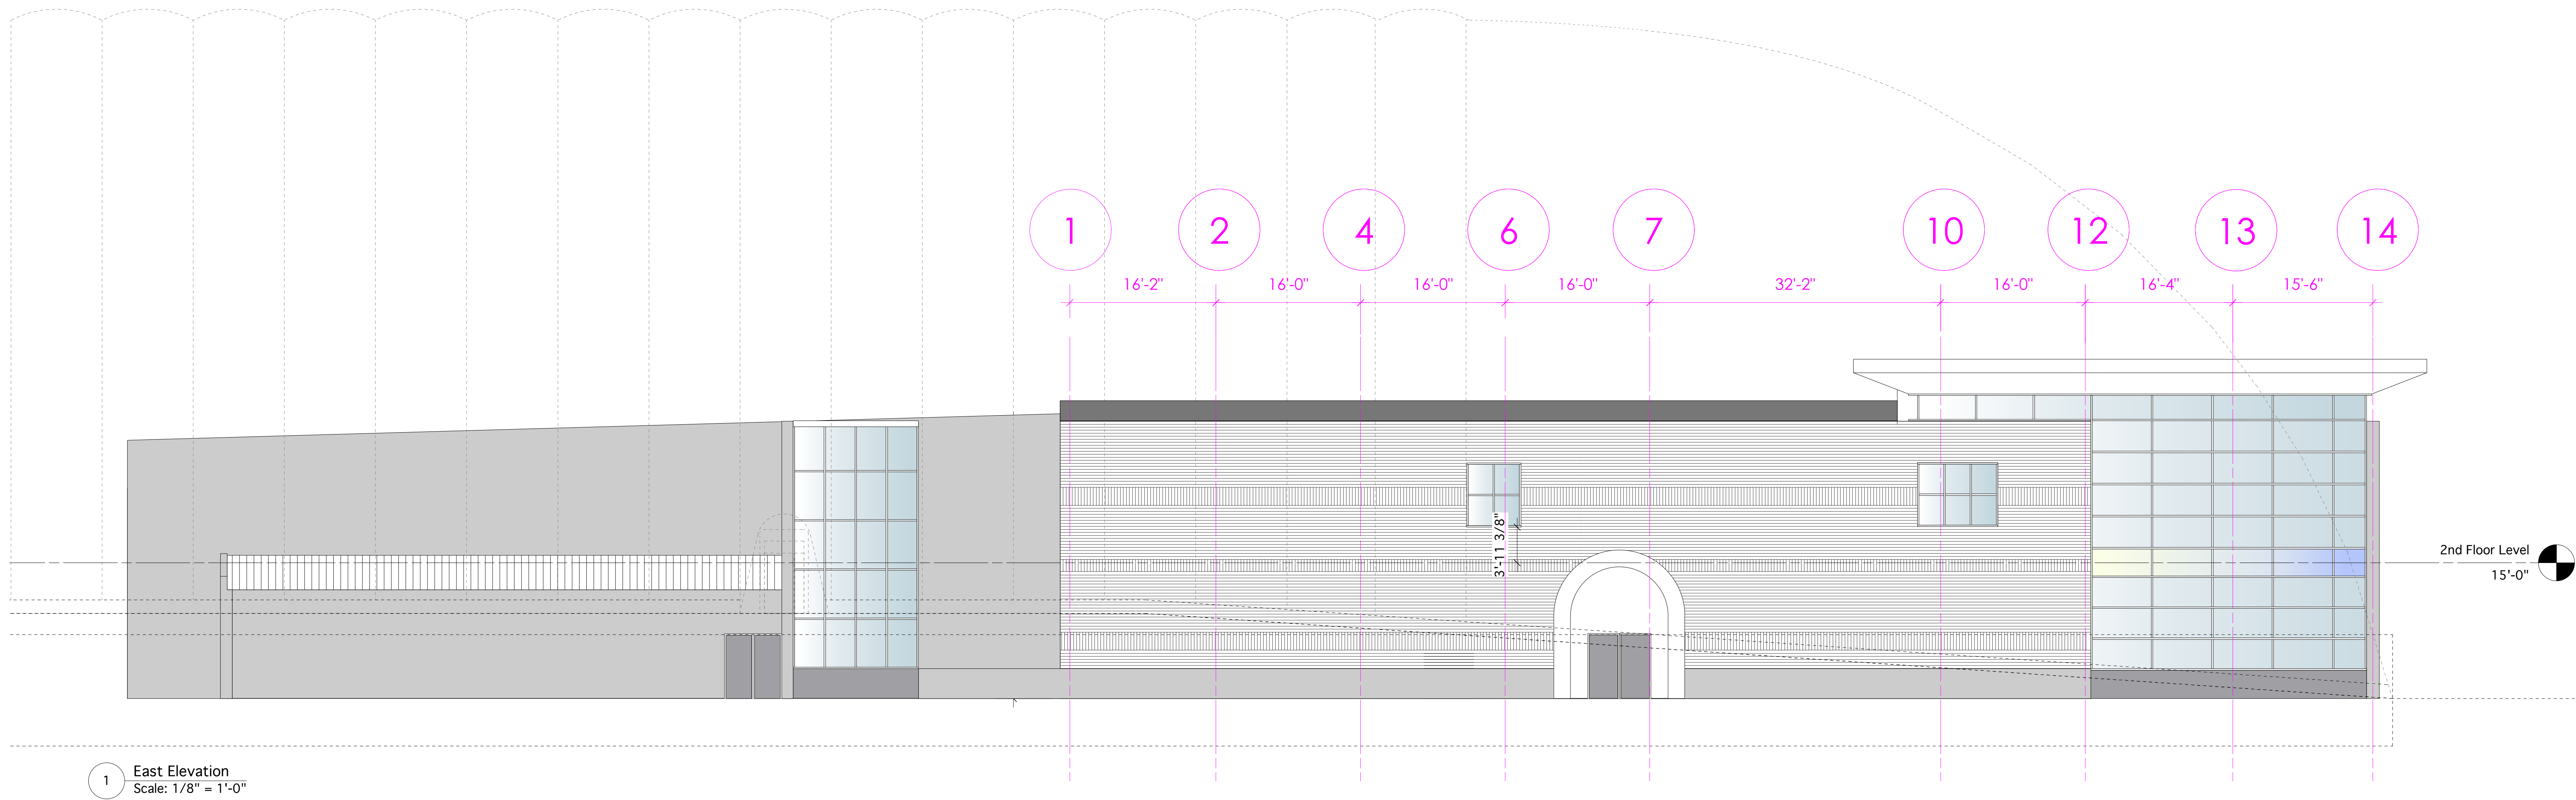 1 2 4 6 7 10 12 13 14
16'-2" 16'-0" 16'-0" 16'-0" 32'-2" 16'-0" 16'-4" 15'-6"
3'-11 3/8"
2nd Floor Level
15'-0"
1 East Elevation
Scale: 1/8" = 1'-0"